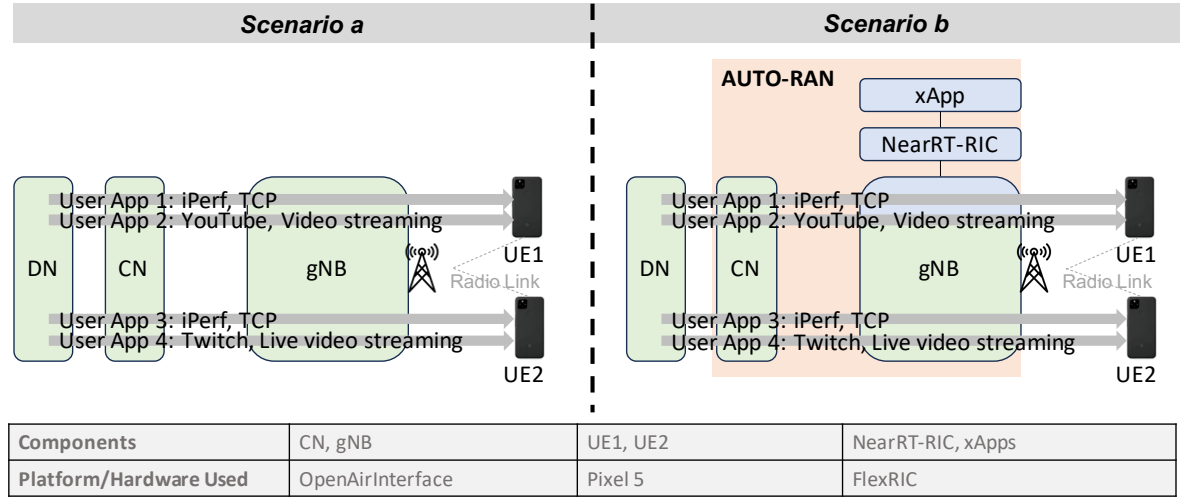 Scenario a
DN
CN
gNB
User App 1: iPerf, TCP
User App 2: YouTube, Video streaming
User App 3: iPerf, TCP
User App 4: Twitch, Live video streaming
UE1
Radio Link
UE2
Scenario b
AUTO-RAN
xApp
NearRT-RIC
DN
CN
gNB
User App 1: iPerf, TCP
User App 2: YouTube, Video streaming
User App 3: iPerf, TCP
User App 4: Twitch, Live video streaming
UE1
Radio Link
UE2
Components CN, gNB UE1, UE2 NearRT-RIC, xApps
Platform/Hardware Used OpenAirInterface Pixel 5 FlexRIC